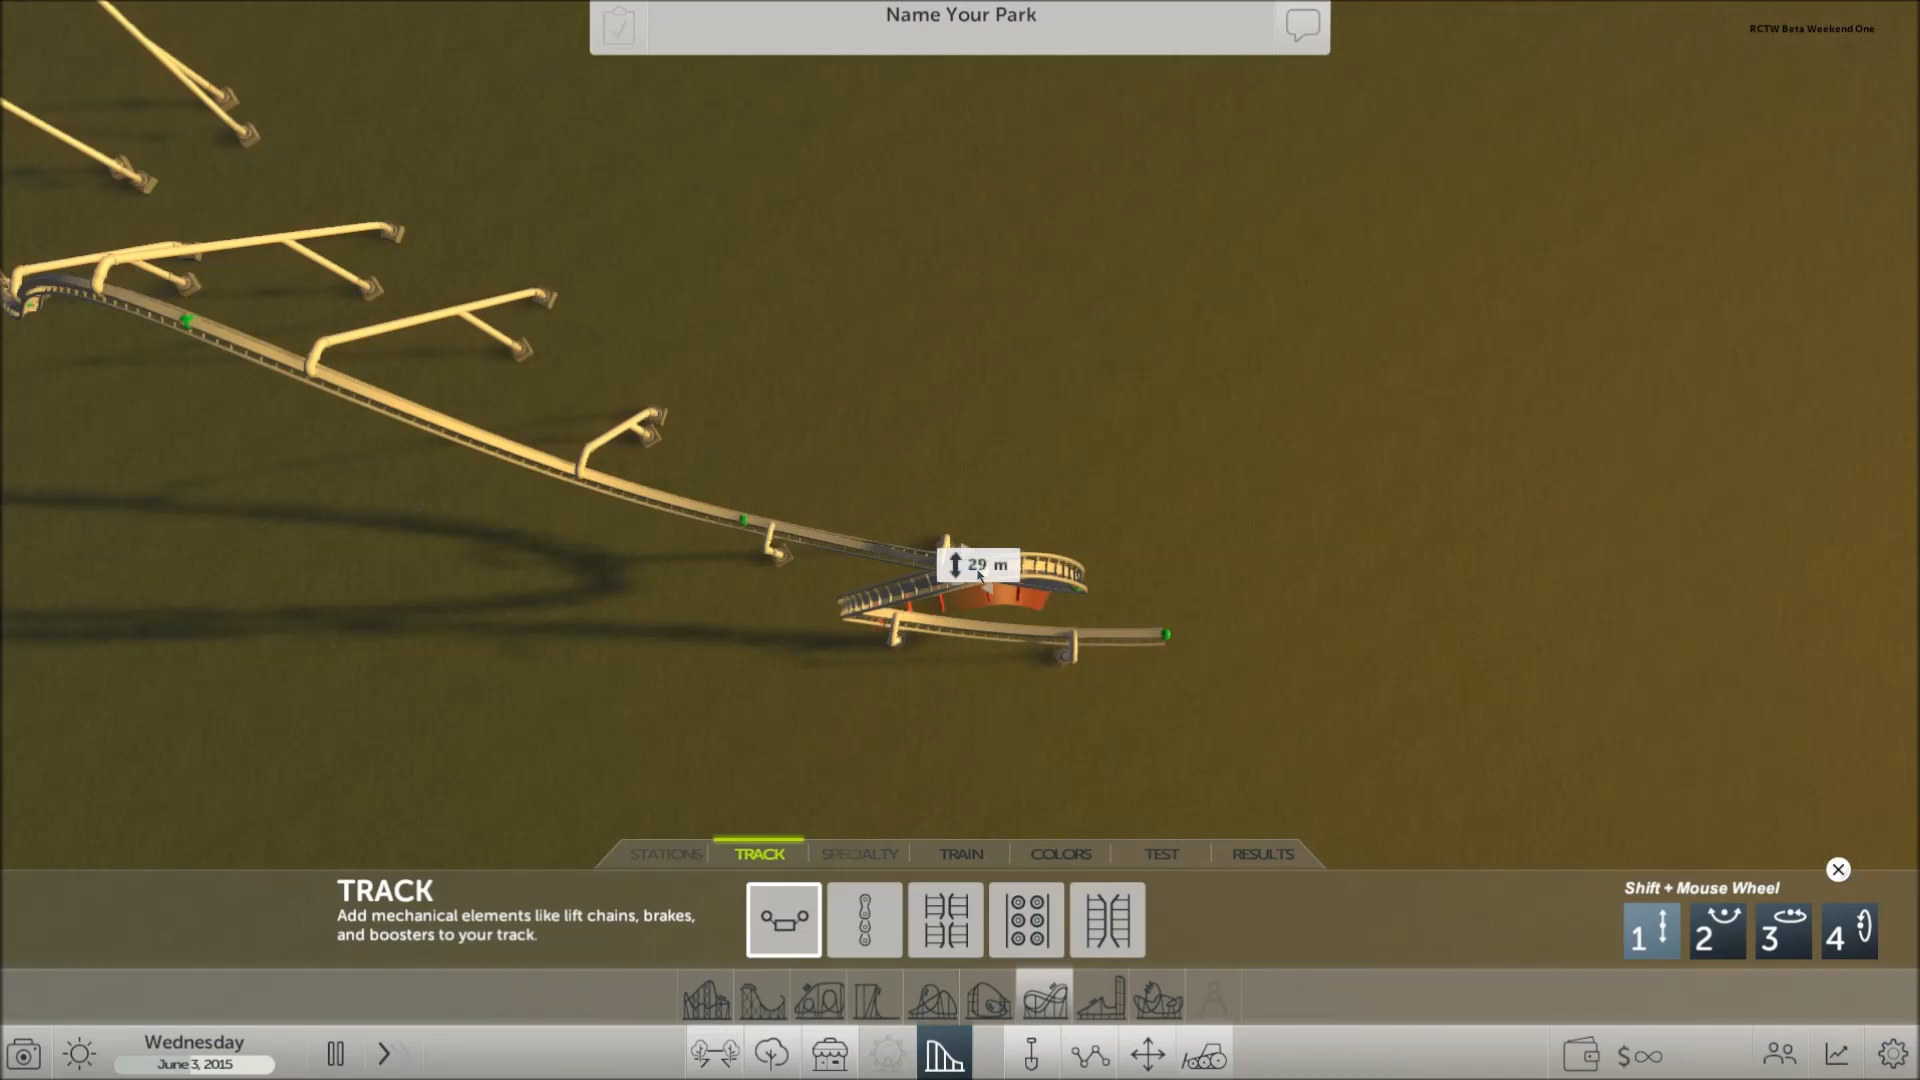 Name Your Park
RCTW Beta Weekend One
29 m
STATIONS TRACK SPECIALTY TRAIN COLORS TEST RESULTS
TRACK
Add mechanical elements like lift chains, brakes,
and boosters to your track.
Shift + Mouse Wheel
1 2 3 4
Wednesday
June 3, 2015
$∞